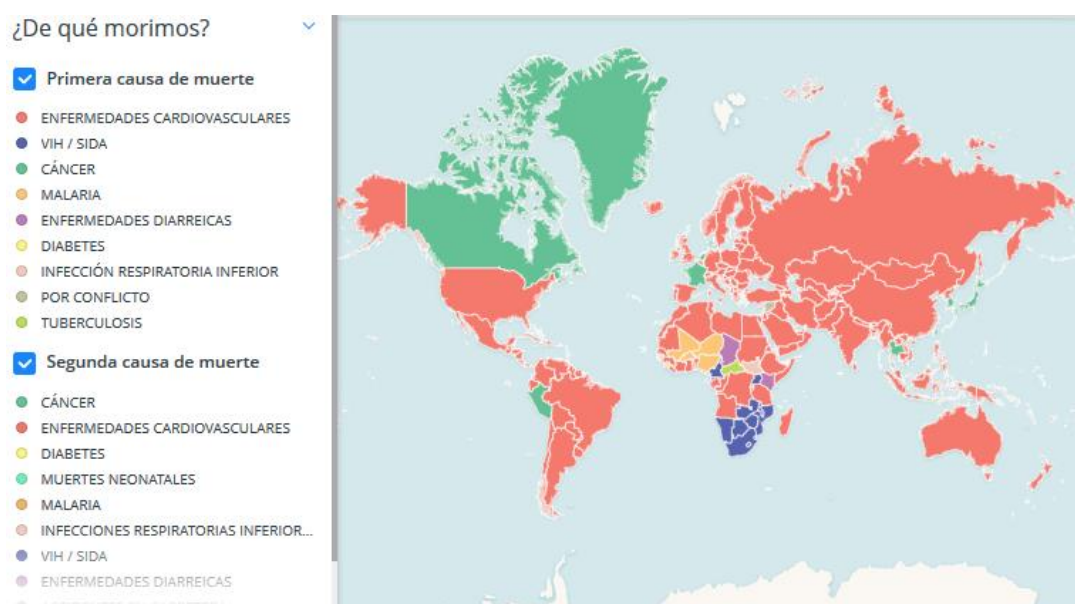 ¿De qué morimos?
Primera causa de muerte
ENFERMEDADES CARDIOVASCULARES
VIH / SIDA
CÁNCER
MALARIA
ENFERMEDADES DIARREICAS
DIABETES
INFECCIÓN RESPIRATORIA INFERIOR
POR CONFLICTO
TUBERCULOSIS
Segunda causa de muerte
CÁNCER
ENFERMEDADES CARDIOVASCULARES
DIABETES
MUERTES NEONATALES
MALARIA
INFECCIONES RESPIRATORIAS INFERIOR...
VIH / SIDA
ENFERMEDADES DIARREICAS